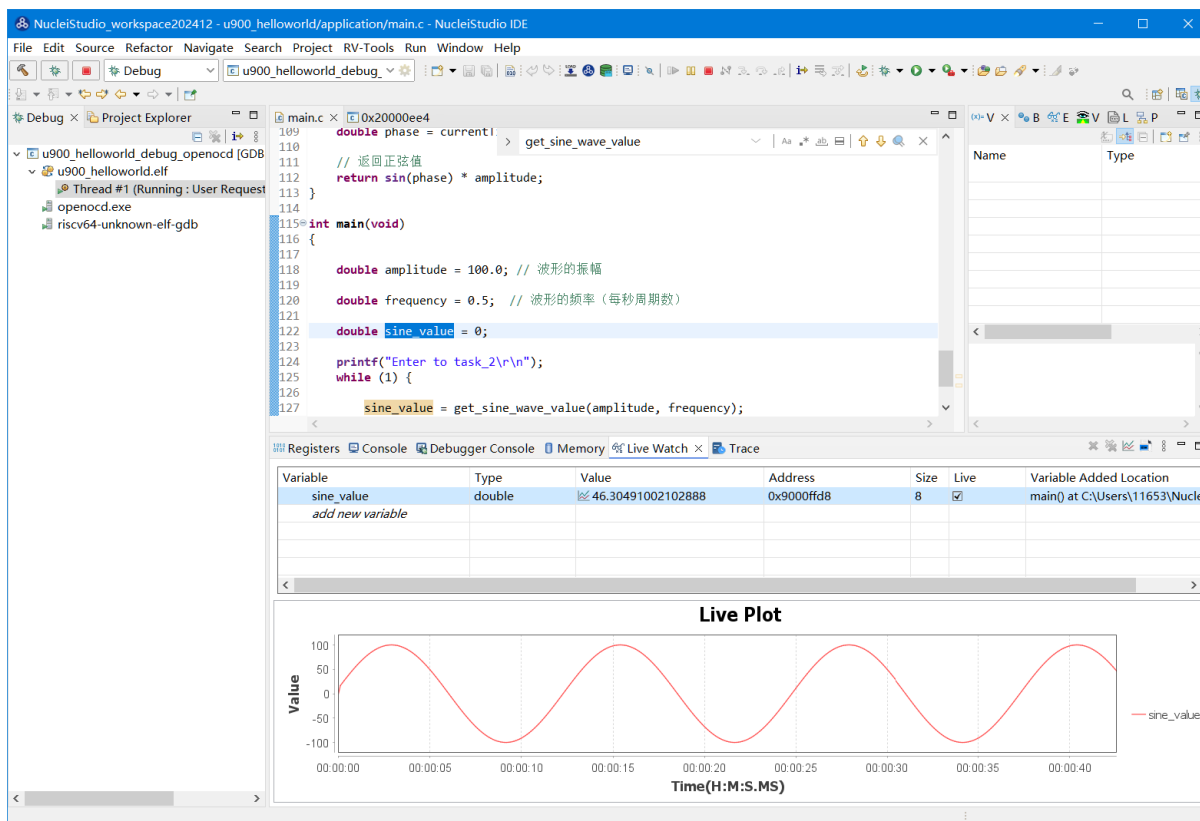 NucleiStudio_workspace202412 - u900_helloworld/application/main.c - NucleiStudio IDE
File Edit Source Refactor Navigate Search Project RV-Tools Run Window Help
Debug u900_helloworld_debug_
Debug Project Explorer
u900_helloworld_debug_openocd [GDB
u900_helloworld.elf
Thread #1 (Running : User Request
openocd.exe
riscv64-unknown-elf-gdb
main.c 0x20000ee4
get_sine_wave_value Aa .* ab
109 double phase = currentT
110
111 // 返回正弦值
112 return sin(phase) * amplitude;
113 }
114
115 int main(void)
116 {
117
118 double amplitude = 100.0; // 波形的振幅
119
120 double frequency = 0.5; // 波形的频率（每秒周期数）
121
122 double sine_value = 0;
123
124 printf("Enter to task_2\r\n");
125 while (1) {
126
127 sine_value = get_sine_wave_value(amplitude, frequency);
(x)= V B E V L P
Name Type
Registers Console Debugger Console Memory Live Watch Trace
Variable Type Value Address Size Live Variable Added Location
sine_value double 46.30491002102888 0x9000ffd8 8 main() at C:\Users\11653\Nucle
add new variable
Live Plot
Value
100
50
0
-50
-100
00:00:00 00:00:05 00:00:10 00:00:15 00:00:20 00:00:25 00:00:30 00:00:35 00:00:40
Time(H:M:S.MS)
sine_value